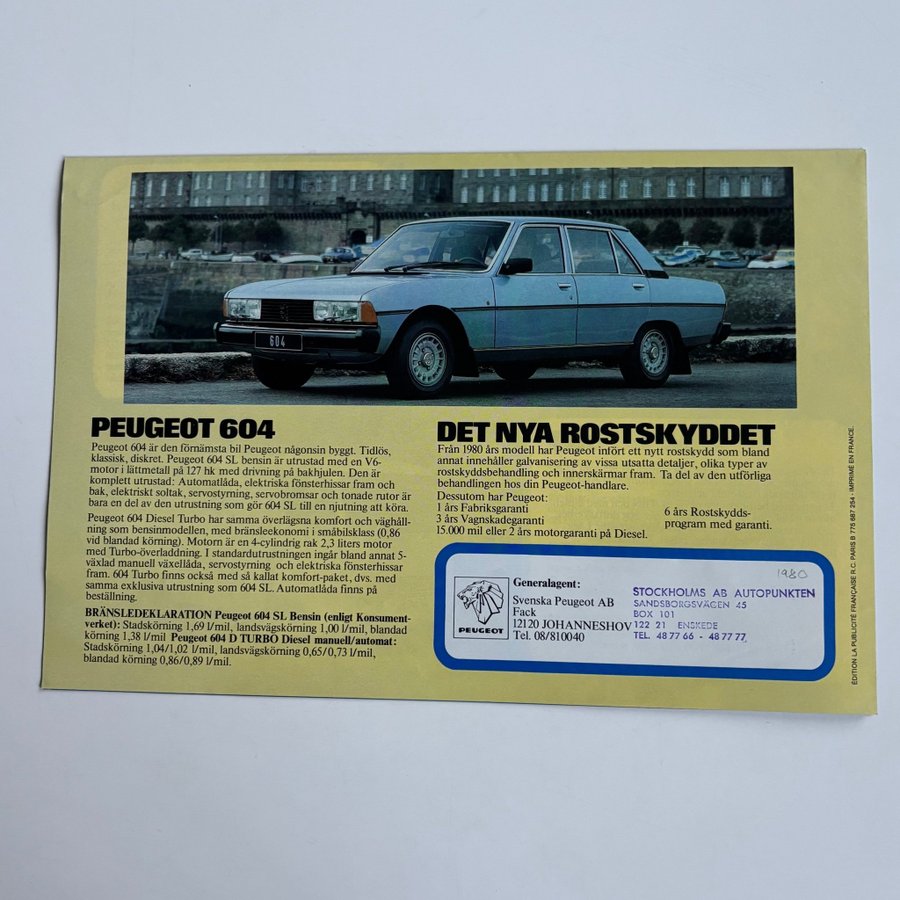 604
PEUGEOT 604
Peugeot 604 är den förnämsta bil Peugeot någonsin byggt. Tidlös,
klassisk, diskret. Peugeot 604 SL bensin är utrustad med en V6-
motor i lättmetall på 127 hk med drivning på bakhjulen. Den är
komplett utrustad: Automatlåda, elektriska fönsterhissar fram och
bak, elektriskt soltak, servostyrning, servobromsar och tonade rutor är
bara en del av den utrustning som gör 604 SL till en njutning att köra.
Peugeot 604 Diesel Turbo har samma överlägsna komfort och väghåll-
ning som bensinmodellen, med bränsleekonomi i småbilsklass (0,86
vid blandad körning). Motorn är en 4-cylindrig rak 2,3 liters motor
med Turbo-överladdning. I standardutrustningen ingår bland annat 5-
växlad manuell växellåda, servostyrning och elektriska fönsterhissar
fram. 604 Turbo finns också med så kallat komfort-paket, dvs. med
samma exklusiva utrustning som 604 SL. Automatlåda finns på
beställning.
BRÄNSLEDEKLARATION Peugeot 604 SL Bensin (enligt Konsument-
verket): Stadskörning 1,69 l/mil, landsvägskörning 1,00 l/mil, blandad
körning 1,38 l/mil Peugeot 604 D TURBO Diesel manuell/automat:
Stadskörning 1,04/1,02 l/mil, landsvägskörning 0,65/0,73 l/mil,
blandad körning 0,86/0,89 l/mil.
DET NYA ROSTSKYDDET
Från 1980 års modell har Peugeot infört ett nytt rostskydd som bland
annat innehåller galvanisering av vissa utsatta detaljer, olika typer av
rostskyddsbehandling och innerskärmar fram. Ta del av den utförliga
behandlingen hos din Peugeot-handlare.
Dessutom har Peugeot:
1 års Fabriksgaranti
3 års Vagnskadegaranti
15.000 mil eller 2 års motorgaranti på Diesel.
6 års Rostskydds-
program med garanti.
1980
PEUGEOT
Generalagent:
Svenska Peugeot AB
Fack
12120 JOHANNESHOV
Tel. 08/810040
STOCKHOLMS AB AUTOPUNKTEN
SANDSBORGSVÄGEN 45
BOX 101
122 21 ENSKEDE
TEL. 48 77 66 - 48 77 77
ÉDITION LA PUBLICITÉ FRANÇAISE R.C. PARIS B 775 687 254 - IMPRIMÉ EN FRANCE.